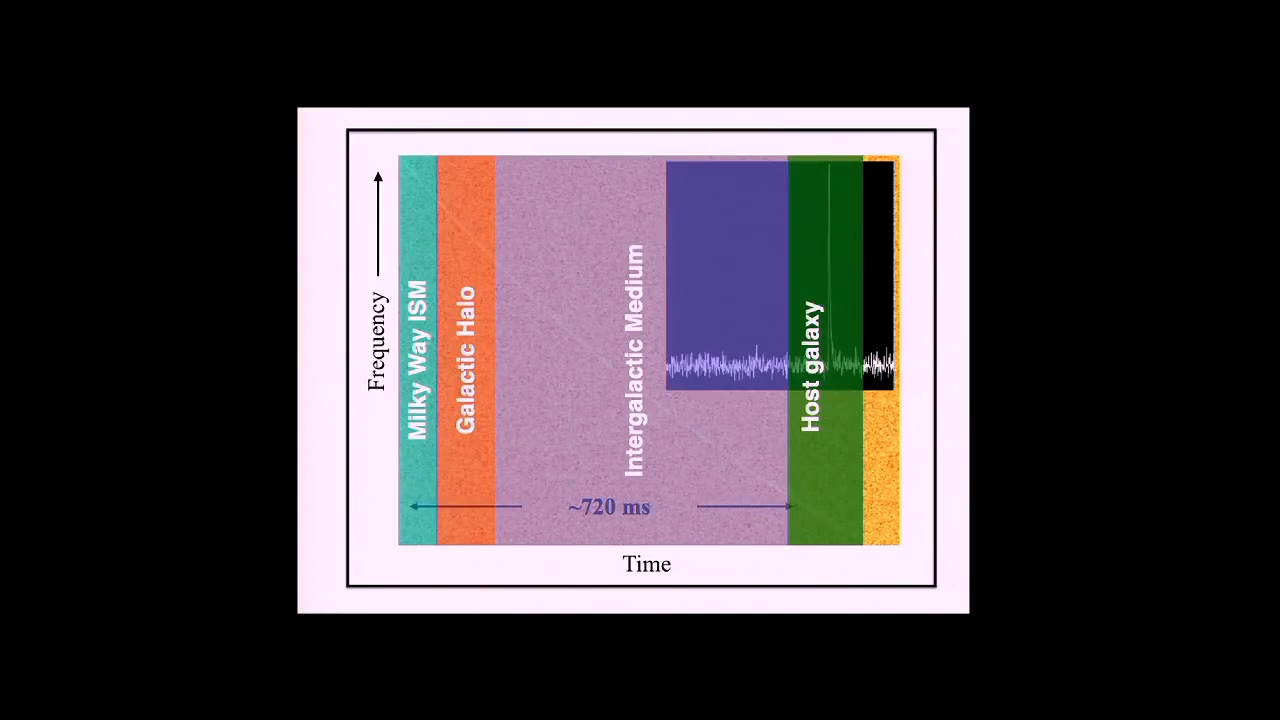 Frequency
Milky Way ISM
Galactic Halo
Intergalactic Medium
Host galaxy
~720 ms
Time